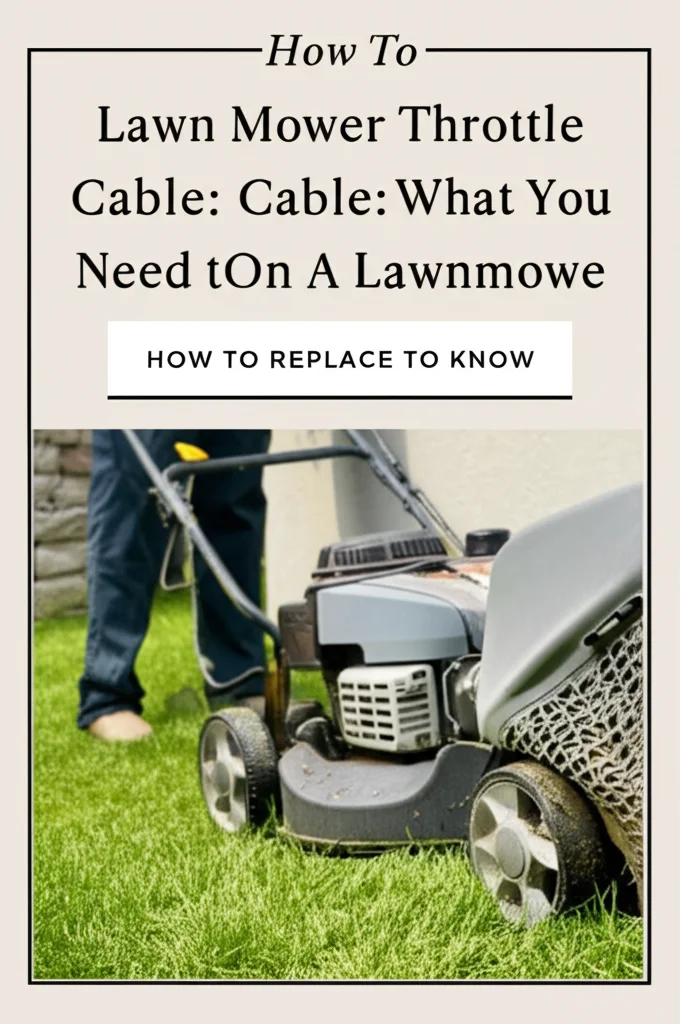 How To
Lawn Mower Throttle
Cable: Cable: What You
Need tOn A Lawnmowe
HOW TO REPLACE TO KNOW